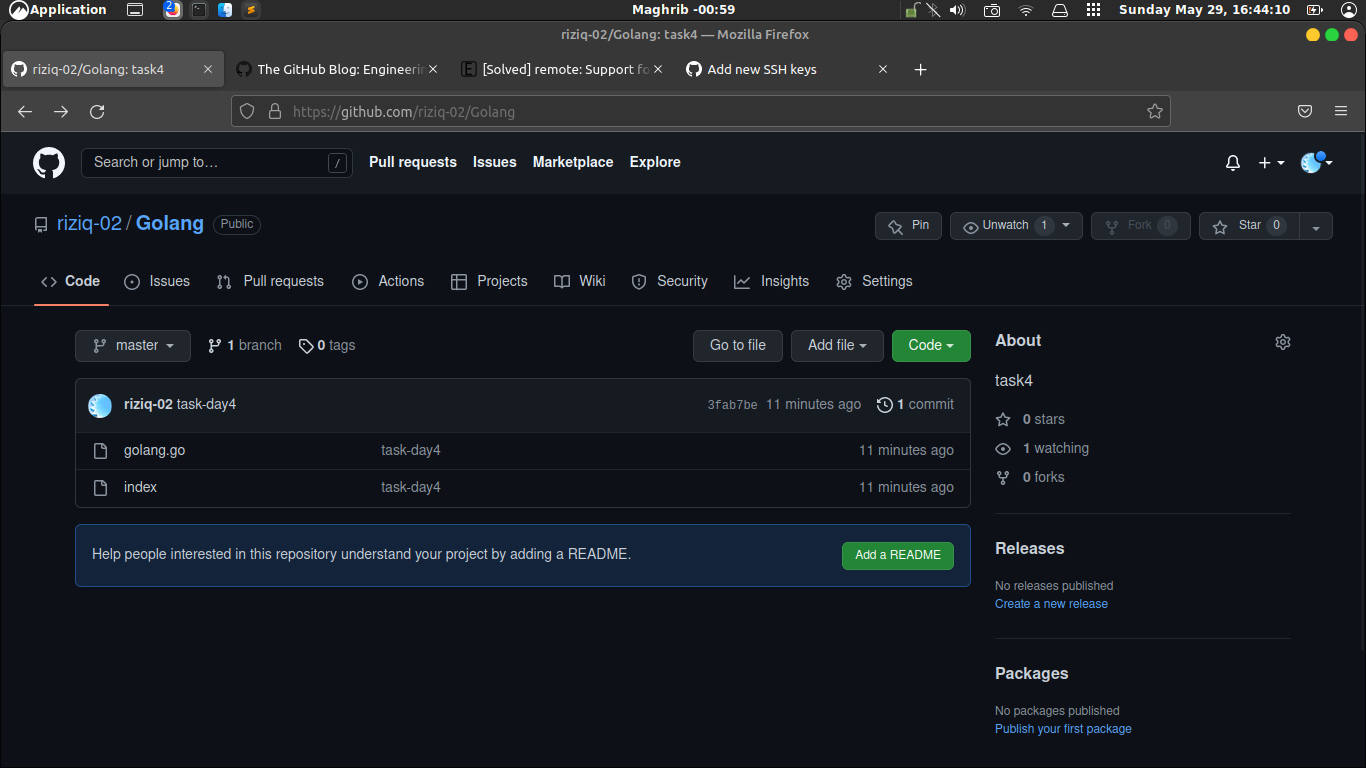 Application
2
Maghrib -00:59
Sunday May 29, 16:44:10
riziq-02/Golang: task4 — Mozilla Firefox
riziq-02/Golang: task4
The GitHub Blog: Engineerin
[Solved] remote: Support fo
Add new SSH keys
https://github.com/riziq-02/Golang
Search or jump to…
/
Pull requests
Issues
Marketplace
Explore
riziq-02 / Golang
Public
Pin
Unwatch 1
Fork 0
Star 0
Code
Issues
Pull requests
Actions
Projects
Wiki
Security
Insights
Settings
master
1 branch
0 tags
Go to file
Add file
Code
riziq-02 task-day4
3fab7be 11 minutes ago
1 commit
golang.go task-day4 11 minutes ago
index task-day4 11 minutes ago
Help people interested in this repository understand your project by adding a README.
Add a README
About
task4
0 stars
1 watching
0 forks
Releases
No releases published
Create a new release
Packages
No packages published
Publish your first package